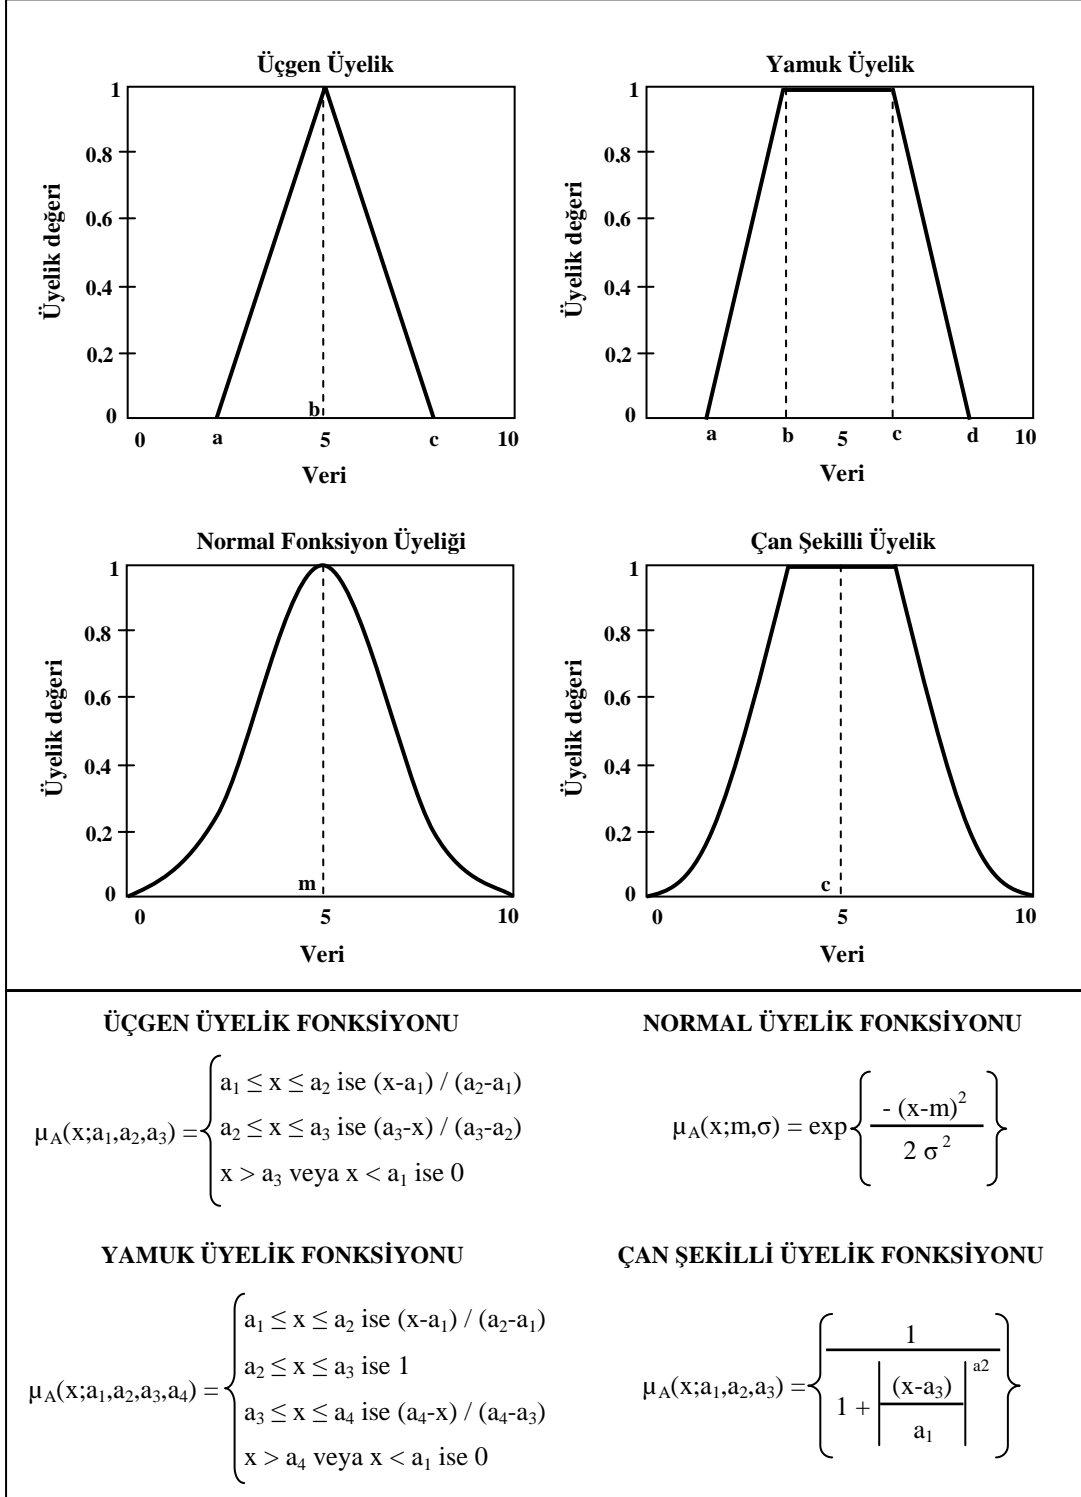 Üçgen Üyelik
1
0.8
0.6
0.4
0.2
0
Üyelik değeri
b
0 a 5 c 10
Veri
Yamuk Üyelik
1
0.8
0.6
0.4
0.2
0
Üyelik değeri
a b 5 c d 10
Veri
Normal Fonksiyon Üyeliği
1
0.8
0.6
0.4
0.2
0
Üyelik değeri
m
0 5 10
Veri
Çan Şekilli Üyelik
1
0.8
0.6
0.4
0.2
0
Üyelik değeri
c
0 5 10
Veri
ÜÇGEN ÜYELİK FONKSİYONU
μA(x;a1,a2,a3) =
a1 ≤ x ≤ a2 ise (x-a1) / (a2-a1)
a2 ≤ x ≤ a3 ise (a3-x) / (a3-a2)
x > a3 veya x < a1 ise 0
NORMAL ÜYELİK FONKSİYONU
μA(x;m,σ) = exp { - (x-m)² / 2 σ² }
YAMUK ÜYELİK FONKSİYONU
μA(x;a1,a2,a3,a4) =
a1 ≤ x ≤ a2 ise (x-a1) / (a2-a1)
a2 ≤ x ≤ a3 ise 1
a3 ≤ x ≤ a4 ise (a4-x) / (a4-a3)
x > a4 veya x < a1 ise 0
ÇAN ŞEKİLLİ ÜYELİK FONKSİYONU
μA(x;a1,a2,a3) =
1
1 + | (x-a3) / a1 | a2